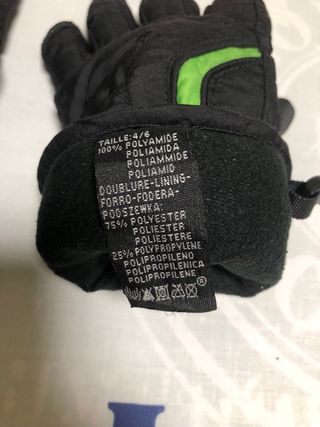 TAILLE: 4/6
100% POLYAMIDE
POLIAMIDA
POLIAMMIDE
POLIAMID
DOUBLURE-LINING-
FORRO-FODERA-
PODSZEWKA:
75% POLYESTER
POLIESTER
POLIESTERE
25% POLYPROPYLENE
POLIPROPILENO
POLIPROPILENICA
POLIPROPILENE
®